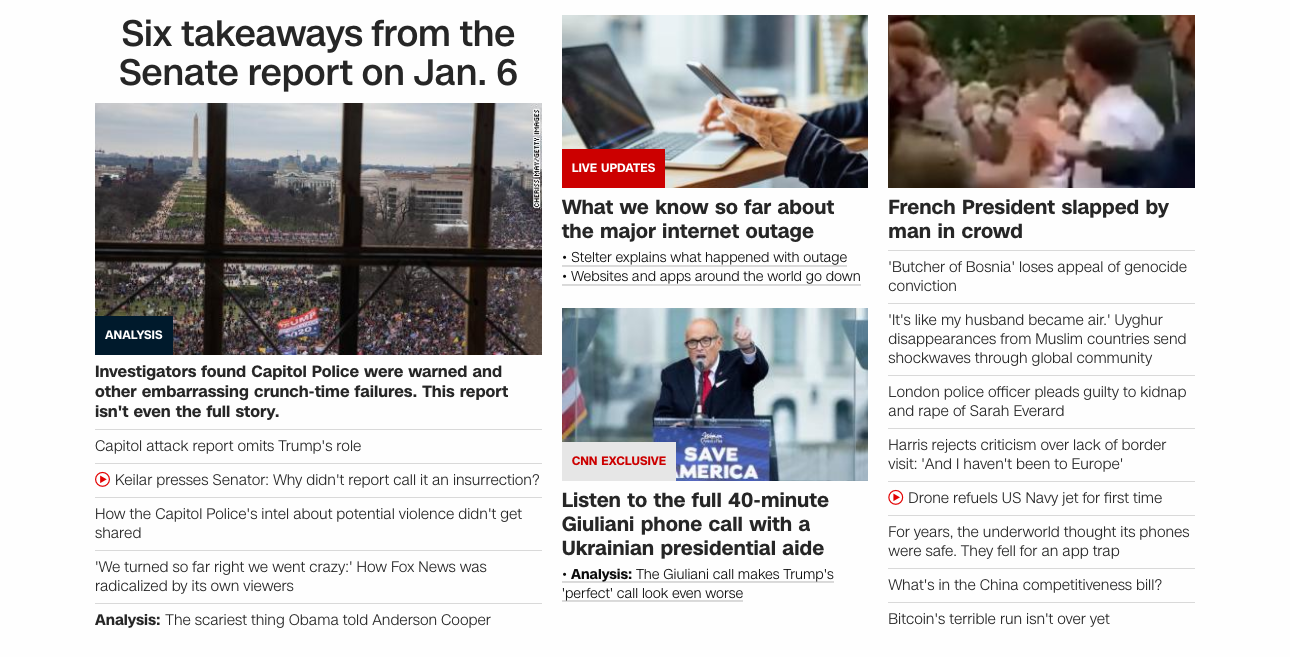 Six takeaways from the
Senate report on Jan. 6
CHERISS MAY/GETTY IMAGES
TRUMP
2020
ANALYSIS
Investigators found Capitol Police were warned and
other embarrassing crunch-time failures. This report
isn't even the full story.
Capitol attack report omits Trump's role
Keilar presses Senator: Why didn't report call it an insurrection?
How the Capitol Police's intel about potential violence didn't get
shared
'We turned so far right we went crazy:' How Fox News was
radicalized by its own viewers
Analysis: The scariest thing Obama told Anderson Cooper
LIVE UPDATES
What we know so far about
the major internet outage
• Stelter explains what happened with outage
• Websites and apps around the world go down
SAVE
AMERICA
CNN EXCLUSIVE
Listen to the full 40-minute
Giuliani phone call with a
Ukrainian presidential aide
• Analysis: The Giuliani call makes Trump's
'perfect' call look even worse
French President slapped by
man in crowd
'Butcher of Bosnia' loses appeal of genocide
conviction
'It's like my husband became air.' Uyghur
disappearances from Muslim countries send
shockwaves through global community
London police officer pleads guilty to kidnap
and rape of Sarah Everard
Harris rejects criticism over lack of border
visit: 'And I haven't been to Europe'
Drone refuels US Navy jet for first time
For years, the underworld thought its phones
were safe. They fell for an app trap
What's in the China competitiveness bill?
Bitcoin's terrible run isn't over yet